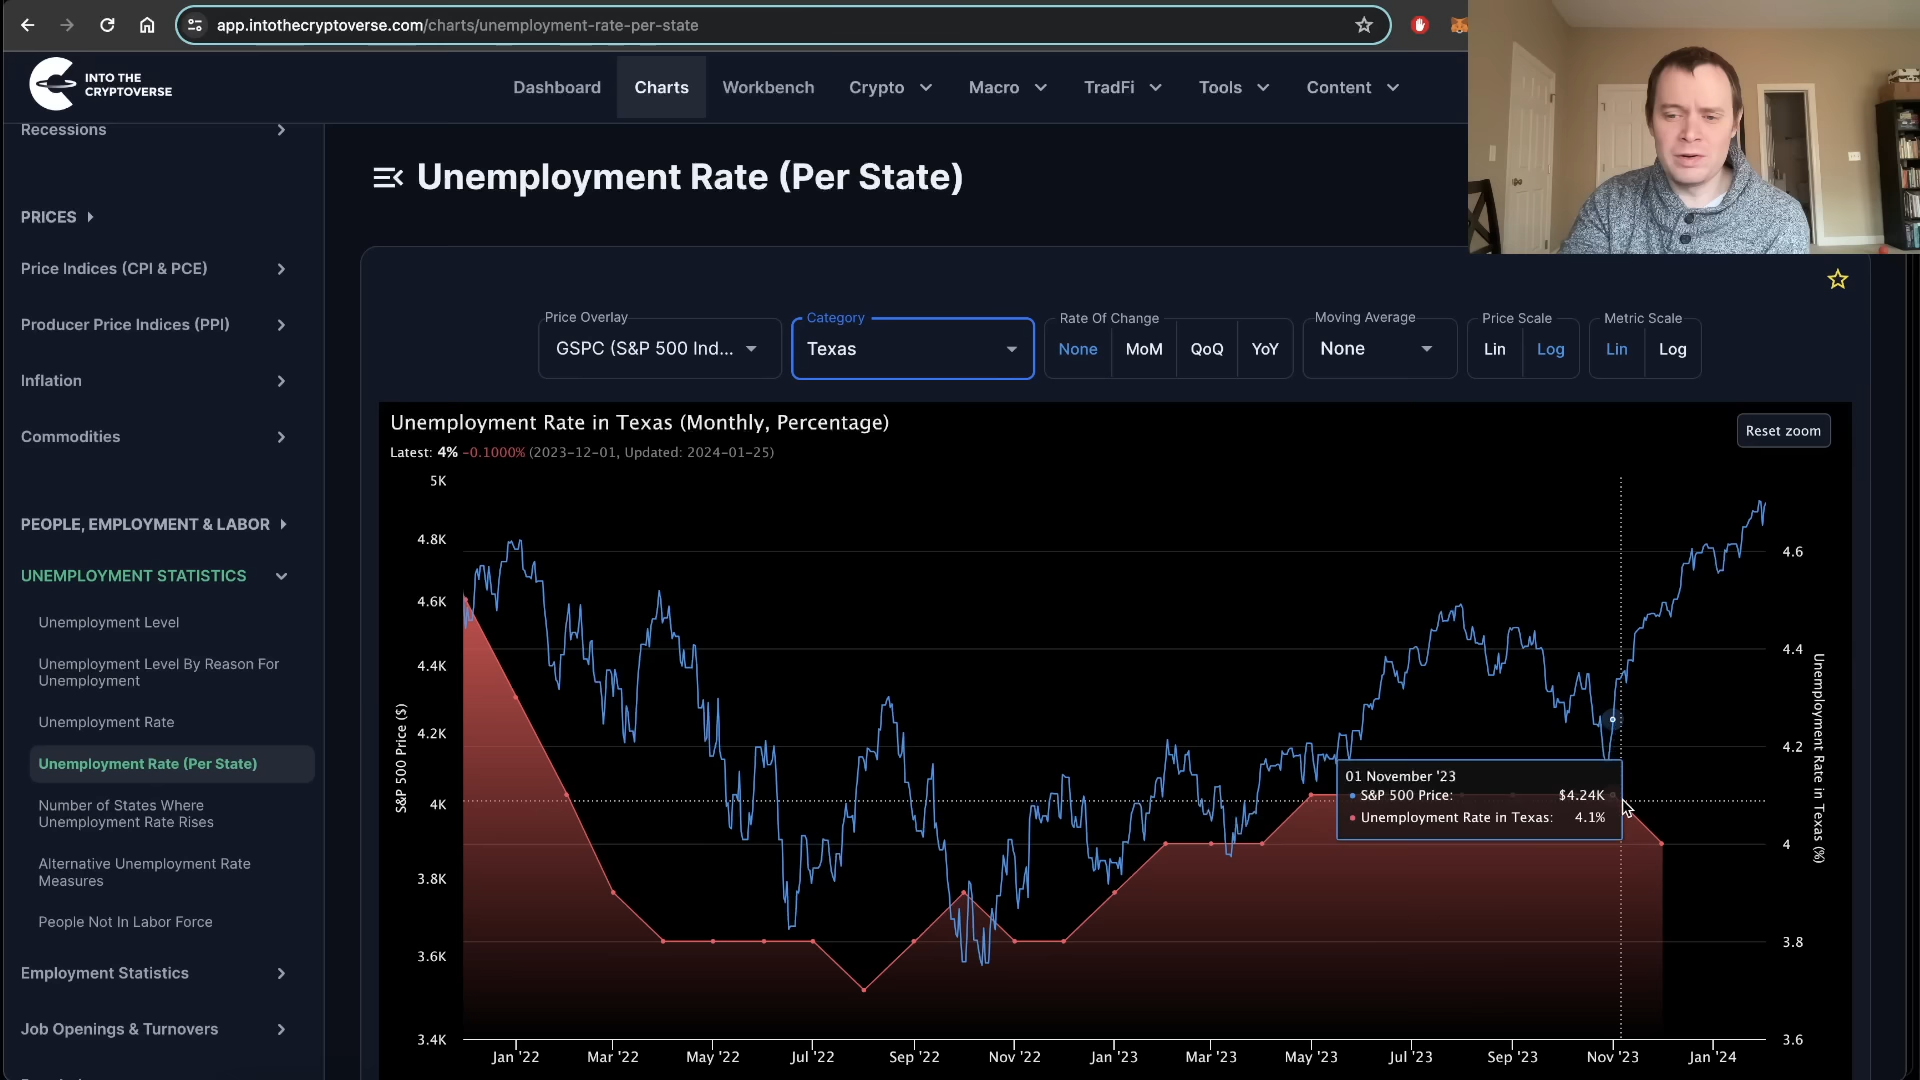 app.intothecryptoverse.com/charts/unemployment-rate-per-state
INTO THE
CRYPTOVERSE
Dashboard
Charts
Workbench
Crypto
Macro
TradFi
Tools
Content
Recessions
PRICES
Price Indices (CPI & PCE)
Producer Price Indices (PPI)
Inflation
Commodities
PEOPLE, EMPLOYMENT & LABOR
UNEMPLOYMENT STATISTICS
Unemployment Level
Unemployment Level By Reason For
Unemployment
Unemployment Rate
Unemployment Rate (Per State)
Number of States Where
Unemployment Rate Rises
Alternative Unemployment Rate
Measures
People Not In Labor Force
Employment Statistics
Job Openings & Turnovers
Unemployment Rate (Per State)
Price Overlay
GSPC (S&P 500 Ind...
Category
Texas
Rate Of Change
None
MoM
QoQ
YoY
Moving Average
None
Price Scale
Lin
Log
Metric Scale
Lin
Log
Unemployment Rate in Texas (Monthly, Percentage)
Latest: 4% -0.1000% (2023-12-01, Updated: 2024-01-25)
Reset zoom
5K
4.8K
4.6K
4.4K
4.2K
4K
3.8K
3.6K
3.4K
S&P 500 Price ($)
01 November '23
S&P 500 Price: $4.24K
Unemployment Rate in Texas: 4.1%
4.6
4.4
4.2
4
3.8
3.6
Unemployment Rate in Texas (%)
Jan '22
Mar '22
May '22
Jul '22
Sep '22
Nov '22
Jan '23
Mar '23
May '23
Jul '23
Sep '23
Nov '23
Jan '24